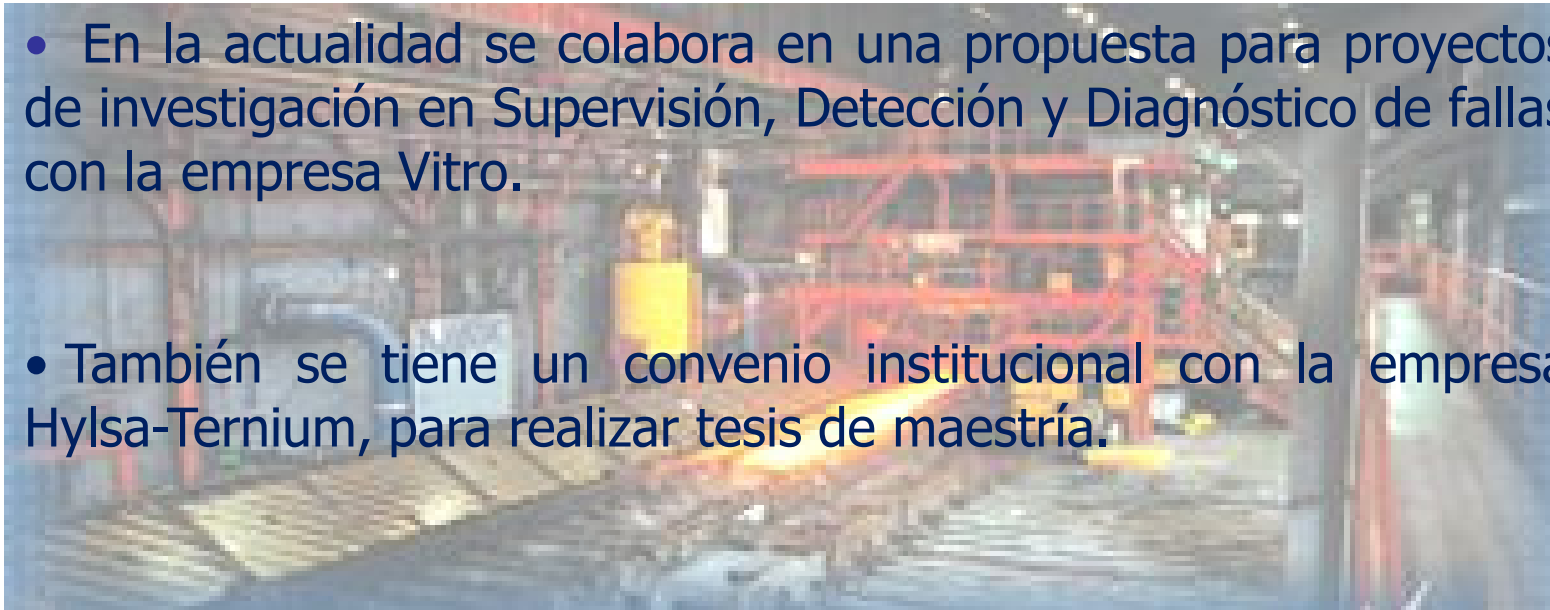 • En la actualidad se colabora en una propuesta para proyectos
de investigación en Supervisión, Detección y Diagnóstico de fallas
con la empresa Vitro.
• También se tiene un convenio institucional con la empresa
Hylsa-Ternium, para realizar tesis de maestría.